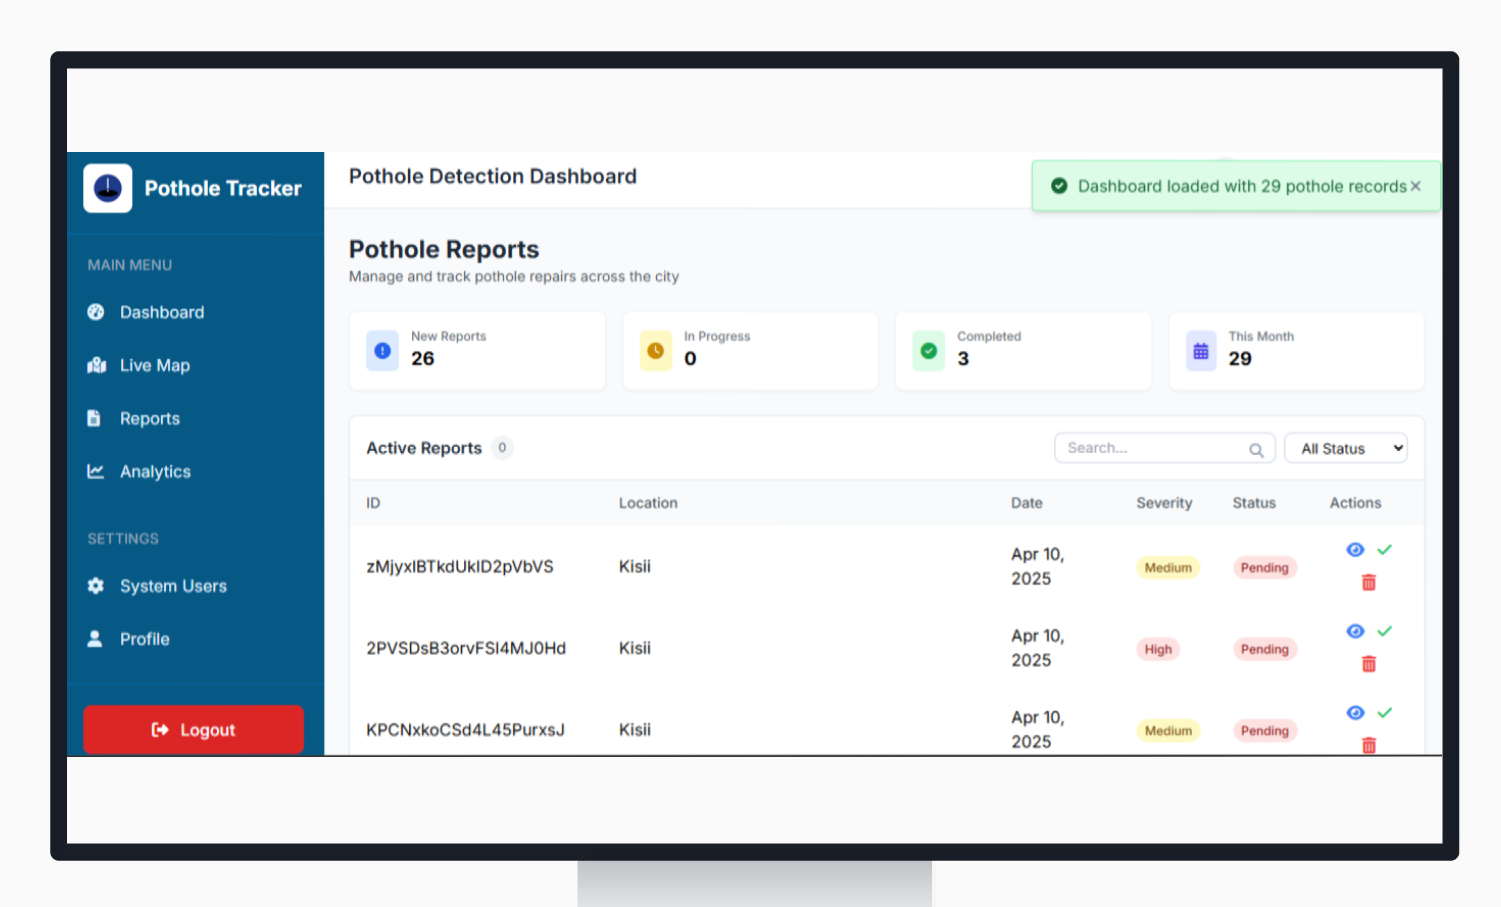 Pothole Tracker
MAIN MENU
Dashboard
Live Map
Reports
Analytics
SETTINGS
System Users
Profile
Logout
Pothole Detection Dashboard
Dashboard loaded with 29 pothole records
Pothole Reports
Manage and track pothole repairs across the city
New Reports
26
In Progress
0
Completed
3
This Month
29
Active Reports 0
Search...
All Status
ID Location Date Severity Status Actions
zMjyxIBTkdUkID2pVbVS Kisii Apr 10, 2025 Medium Pending
2PVSDsB3orvFSI4MJ0Hd Kisii Apr 10, 2025 High Pending
KPCNxkoCSd4L45PurxsJ Kisii Apr 10, 2025 Medium Pending